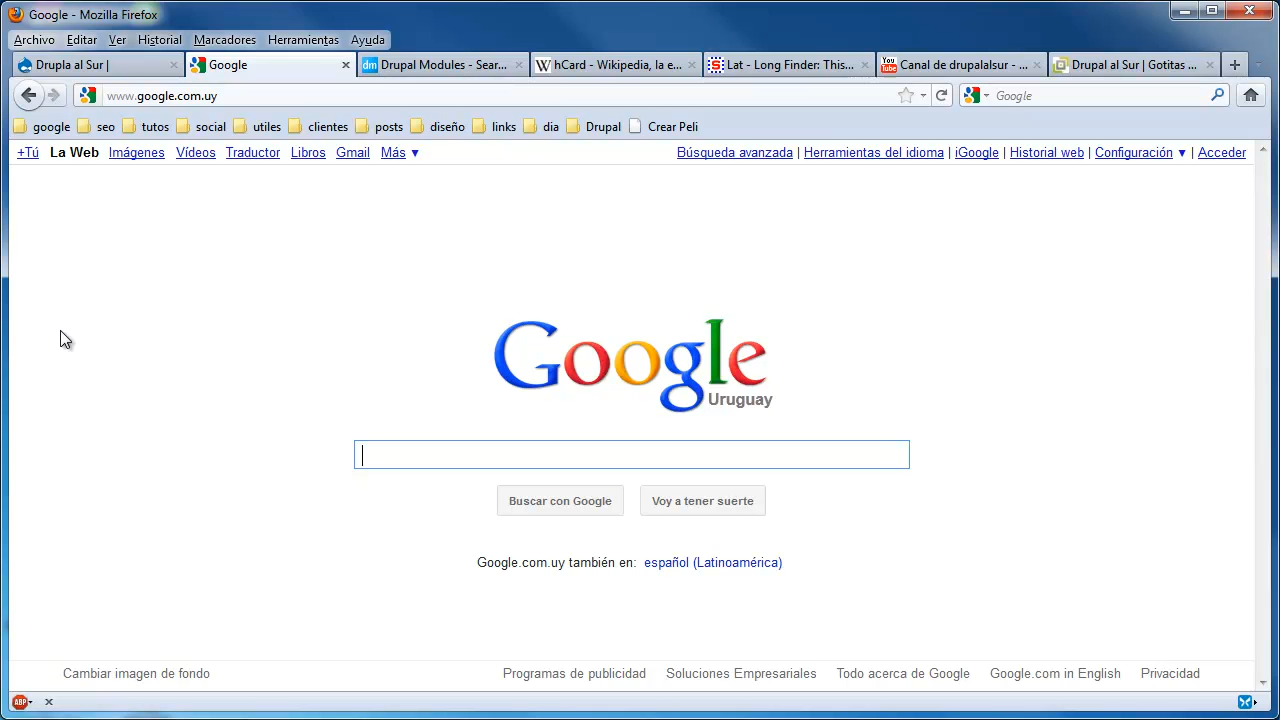 Google - Mozilla Firefox
Archivo Editar Ver Historial Marcadores Herramientas Ayuda
Drupla al Sur | Google Drupal Modules - Sear... hCard - Wikipedia, la e... Lat - Long Finder: This... Canal de drupalalsur - ... Drupal al Sur | Gotitas ...
www.google.com.uy Google
google seo tutos social utiles clientes posts diseño links dia Drupal Crear Peli
+Tú La Web Imágenes Vídeos Traductor Libros Gmail Más ▼ Búsqueda avanzada | Herramientas del idioma | iGoogle | Historial web | Configuración ▼ | Acceder
Google
Uruguay
Buscar con Google Voy a tener suerte
Google.com.uy también en: español (Latinoamérica)
Cambiar imagen de fondo Programas de publicidad Soluciones Empresariales Todo acerca de Google Google.com in English Privacidad
ABP